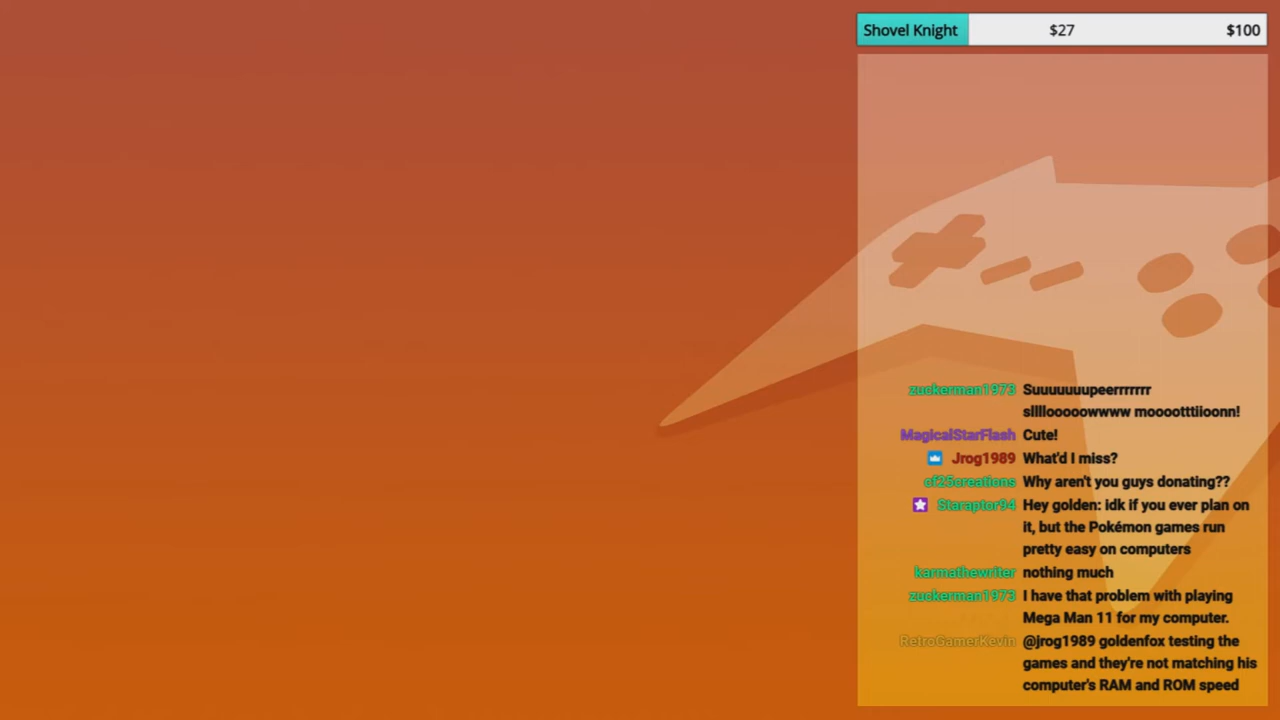 Shovel Knight $27 $100
zuckerman1973 Suuuuuuupeerrrrrrr
sllllooooowwww moooottttiioonn!
MagicalStarFlash Cute!
Jrog1989 What'd I miss?
cf25creations Why aren't you guys donating??
Staraptor94 Hey golden: idk if you ever plan on
it, but the Pokémon games run
pretty easy on computers
karmathewriter nothing much
zuckerman1973 I have that problem with playing
Mega Man 11 for my computer.
RetroGamerKevin @jrog1989 goldenfox testing the
games and they're not matching his
computer's RAM and ROM speed